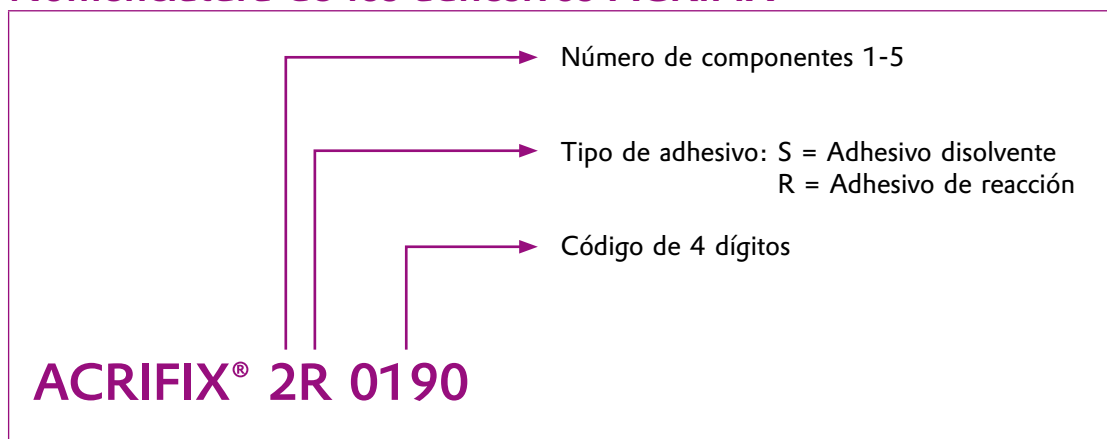 Número de componentes 1-5
Tipo de adhesivo: S = Adhesivo disolvente
R = Adhesivo de reacción
Código de 4 dígitos
ACRIFIX® 2R 0190